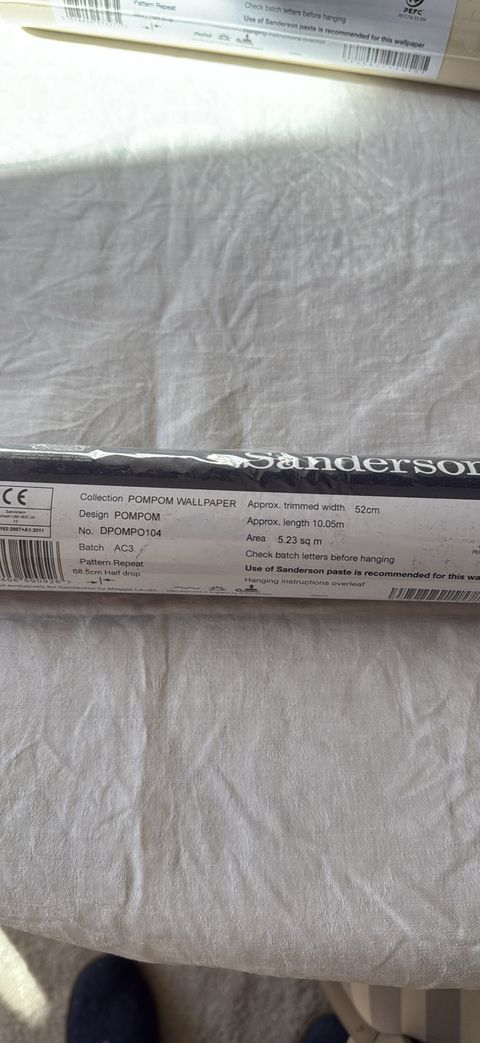 Pattern Repeat
Check batch letters before hanging
Use of Sanderson paste is recommended for this wallpaper
Hanging instructions overleaf
PEFC
Sanderson
CE
Collection POMPOM WALLPAPER
Design POMPOM
No. DPOMPO104
Batch AC3
Pattern Repeat
68.5cm Half drop
Approx. trimmed width 52cm
Approx. length 10.05m
Area 5.23 sq m
Check batch letters before hanging
Use of Sanderson paste is recommended for this wa
Hanging instructions overleaf